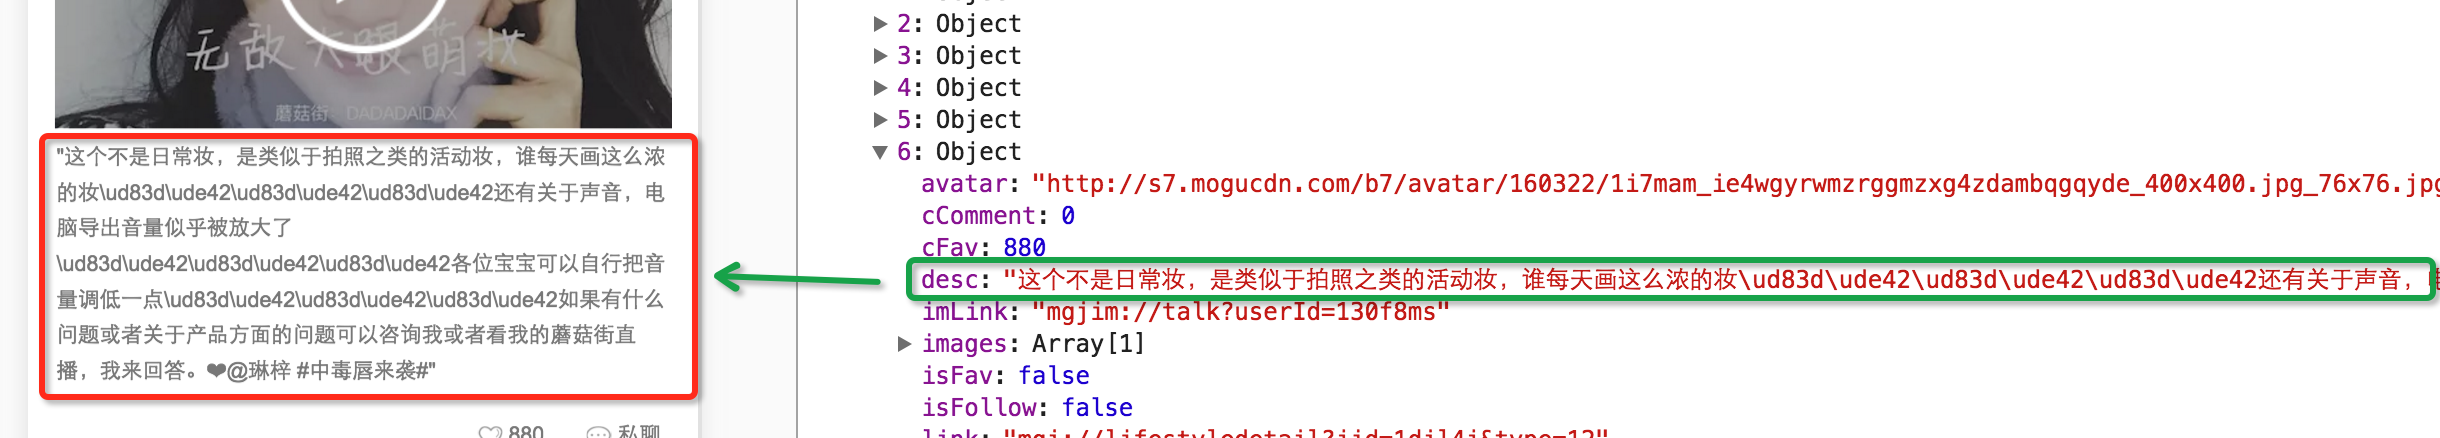 无敌大眼萌妆
蘑菇街：DADADAIDAX
"这个不是日常妆，是类似于拍照之类的活动妆，谁每天画这么浓
的妆\ud83d\ude42\ud83d\ude42\ud83d\ude42还有关于声音，电
脑导出音量似乎被放大了
\ud83d\ude42\ud83d\ude42\ud83d\ude42各位宝宝可以自行把音
量调低一点\ud83d\ude42\ud83d\ude42\ud83d\ude42如果有什么
问题或者关于产品方面的问题可以咨询我或者看我的蘑菇街直
播，我来回答。❤@琳梓 #中毒唇来袭#"
880 私聊
▶ 2: Object
▶ 3: Object
▶ 4: Object
▶ 5: Object
▼ 6: Object
avatar: "http://s7.mogucdn.com/b7/avatar/160322/1i7mam_ie4wgyrwmzrggmzxg4zdambqgqyde_400x400.jpg_76x76.jpg
cComment: 0
cFav: 880
desc: "这个不是日常妆，是类似于拍照之类的活动妆，谁每天画这么浓的妆\ud83d\ude42\ud83d\ude42\ud83d\ude42还有关于声音，
imLink: "mgjim://talk?userId=130f8ms"
▶ images: Array[1]
isFav: false
isFollow: false